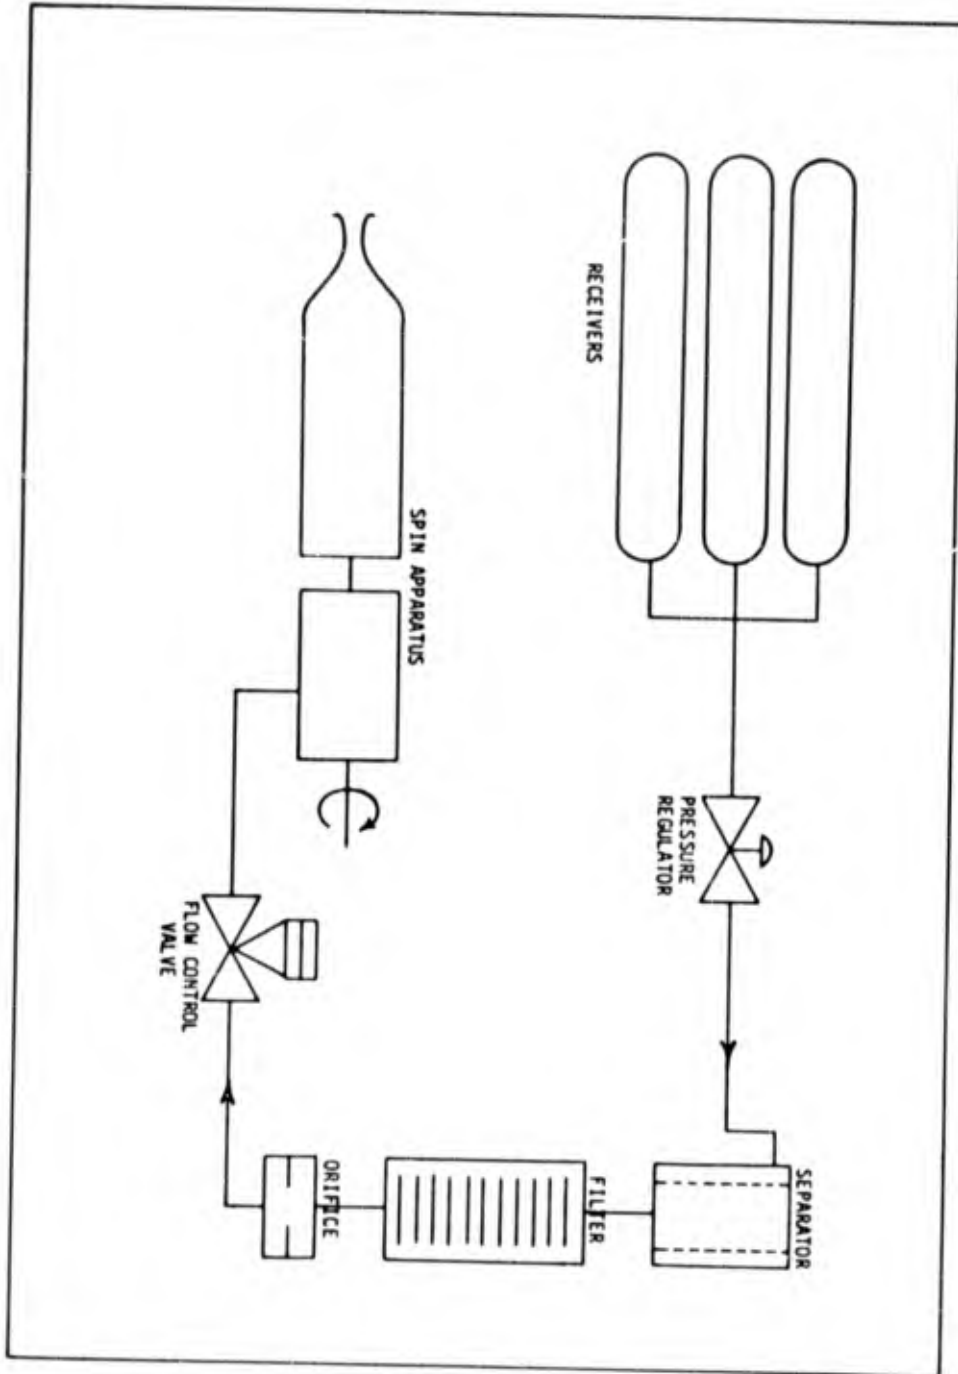 RECEIVERS
PRESSURE
REGULATOR
SEPARATOR
FILTER
ORIFICE
FLOW CONTROL
VALVE
SPIN APPARATUS